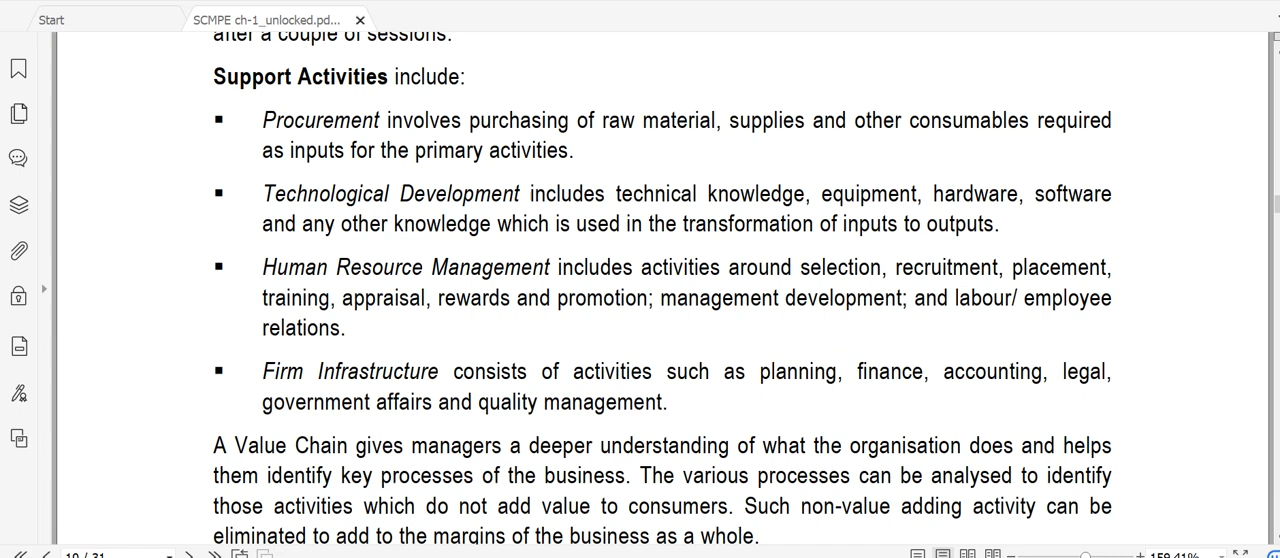 Start
SCMPE ch-1_unlocked.pd...
after a couple of sessions.
Support Activities include:
▪ Procurement involves purchasing of raw material, supplies and other consumables required
as inputs for the primary activities.
▪ Technological Development includes technical knowledge, equipment, hardware, software
and any other knowledge which is used in the transformation of inputs to outputs.
▪ Human Resource Management includes activities around selection, recruitment, placement,
training, appraisal, rewards and promotion; management development; and labour/ employee
relations.
▪ Firm Infrastructure consists of activities such as planning, finance, accounting, legal,
government affairs and quality management.
A Value Chain gives managers a deeper understanding of what the organisation does and helps
them identify key processes of the business. The various processes can be analysed to identify
those activities which do not add value to consumers. Such non-value adding activity can be
eliminated to add to the margins of the business as a whole.
/ 31
159.41%